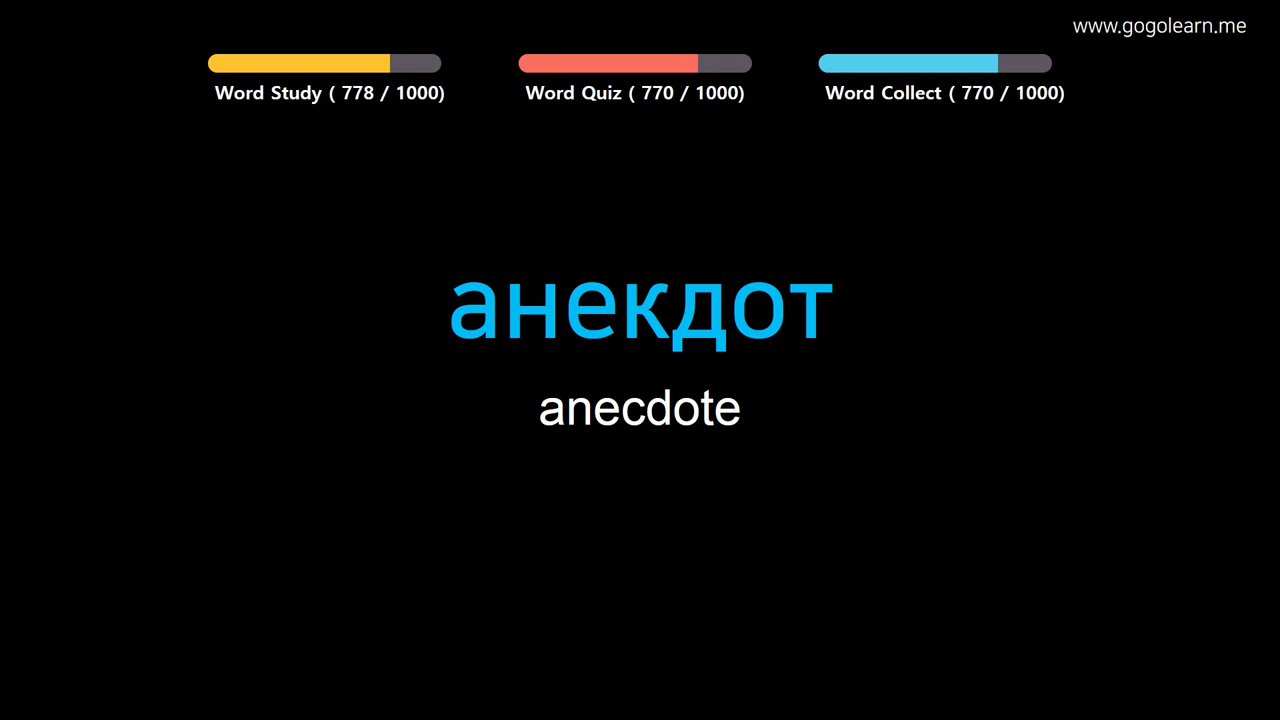 www.gogolearn.me
Word Study ( 778 / 1000)
Word Quiz ( 770 / 1000)
Word Collect ( 770 / 1000)
анекдот
anecdote